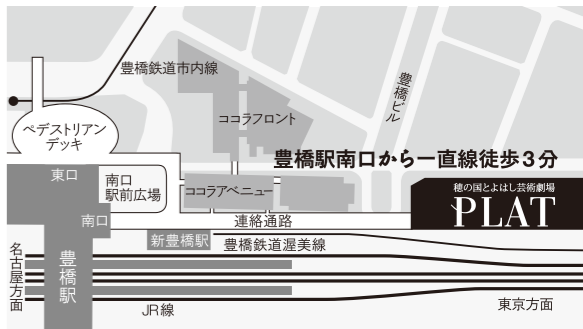 豊橋鉄道市内線
豊橋ビル
ペデストリアン
デッキ
ココラフロント
豊橋駅南口から一直線徒歩3分
東口
南口
駅前広場
ココラアベニュー
穂の国とよはし芸術劇場
PLAT
南口
連絡通路
新豊橋駅
豊橋鉄道渥美線
名古屋方面
豊橋駅
JR線
東京方面